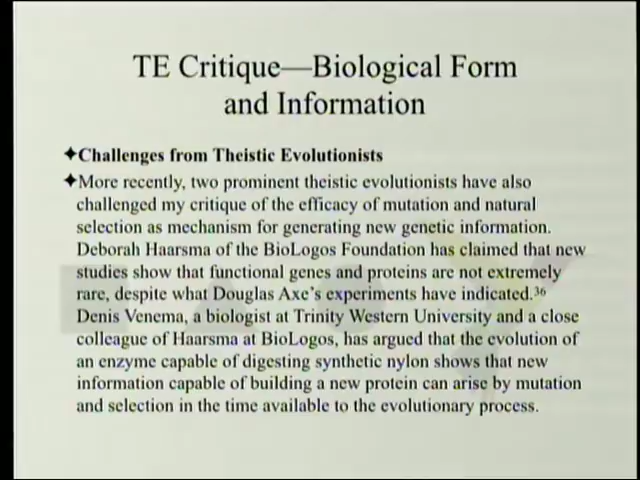 TE Critique—Biological Form
and Information
✦Challenges from Theistic Evolutionists
✦More recently, two prominent theistic evolutionists have also
challenged my critique of the efficacy of mutation and natural
selection as mechanism for generating new genetic information.
Deborah Haarsma of the BioLogos Foundation has claimed that new
studies show that functional genes and proteins are not extremely
rare, despite what Douglas Axe's experiments have indicated.³⁶
Denis Venema, a biologist at Trinity Western University and a close
colleague of Haarsma at BioLogos, has argued that the evolution of
an enzyme capable of digesting synthetic nylon shows that new
information capable of building a new protein can arise by mutation
and selection in the time available to the evolutionary process.